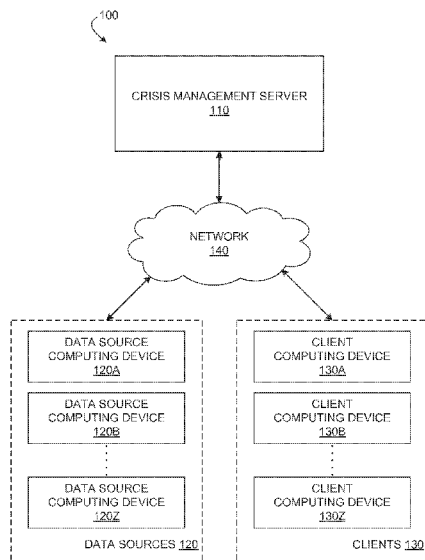 100
CRISIS MANAGEMENT SERVER
110
NETWORK
140
DATA SOURCE
COMPUTING DEVICE
120A
DATA SOURCE
COMPUTING DEVICE
120B
DATA SOURCE
COMPUTING DEVICE
120Z
DATA SOURCES 120
CLIENT
COMPUTING DEVICE
130A
CLIENT
COMPUTING DEVICE
130B
CLIENT
COMPUTING DEVICE
130Z
CLIENTS 130